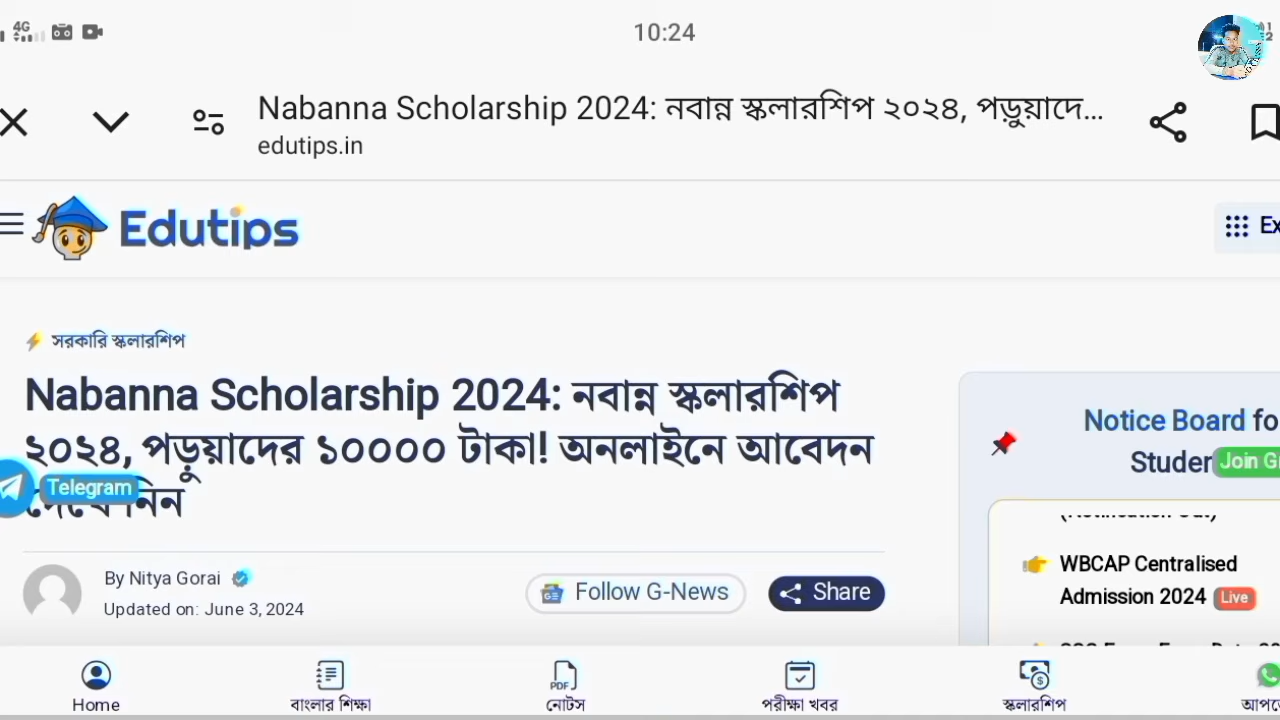 4G
10:24
Nabanna Scholarship 2024: নবান্ন স্কলারশিপ ২০২৪, পড়ুয়াদে...
edutips.in
Edutips
Ex
সরকারি স্কলারশিপ
Nabanna Scholarship 2024: নবান্ন স্কলারশিপ
২০২৪, পড়ুয়াদের ১০০০০ টাকা! অনলাইনে আবেদন
নিন
Telegram
By Nitya Gorai
Updated on: June 3, 2024
Follow G-News
Share
Notice Board fo
Studen
Join G
WBCAP Centralised
Admission 2024 Live
Home
বাংলার শিক্ষা
PDF
নোটস
পরীক্ষা খবর
স্কলারশিপ